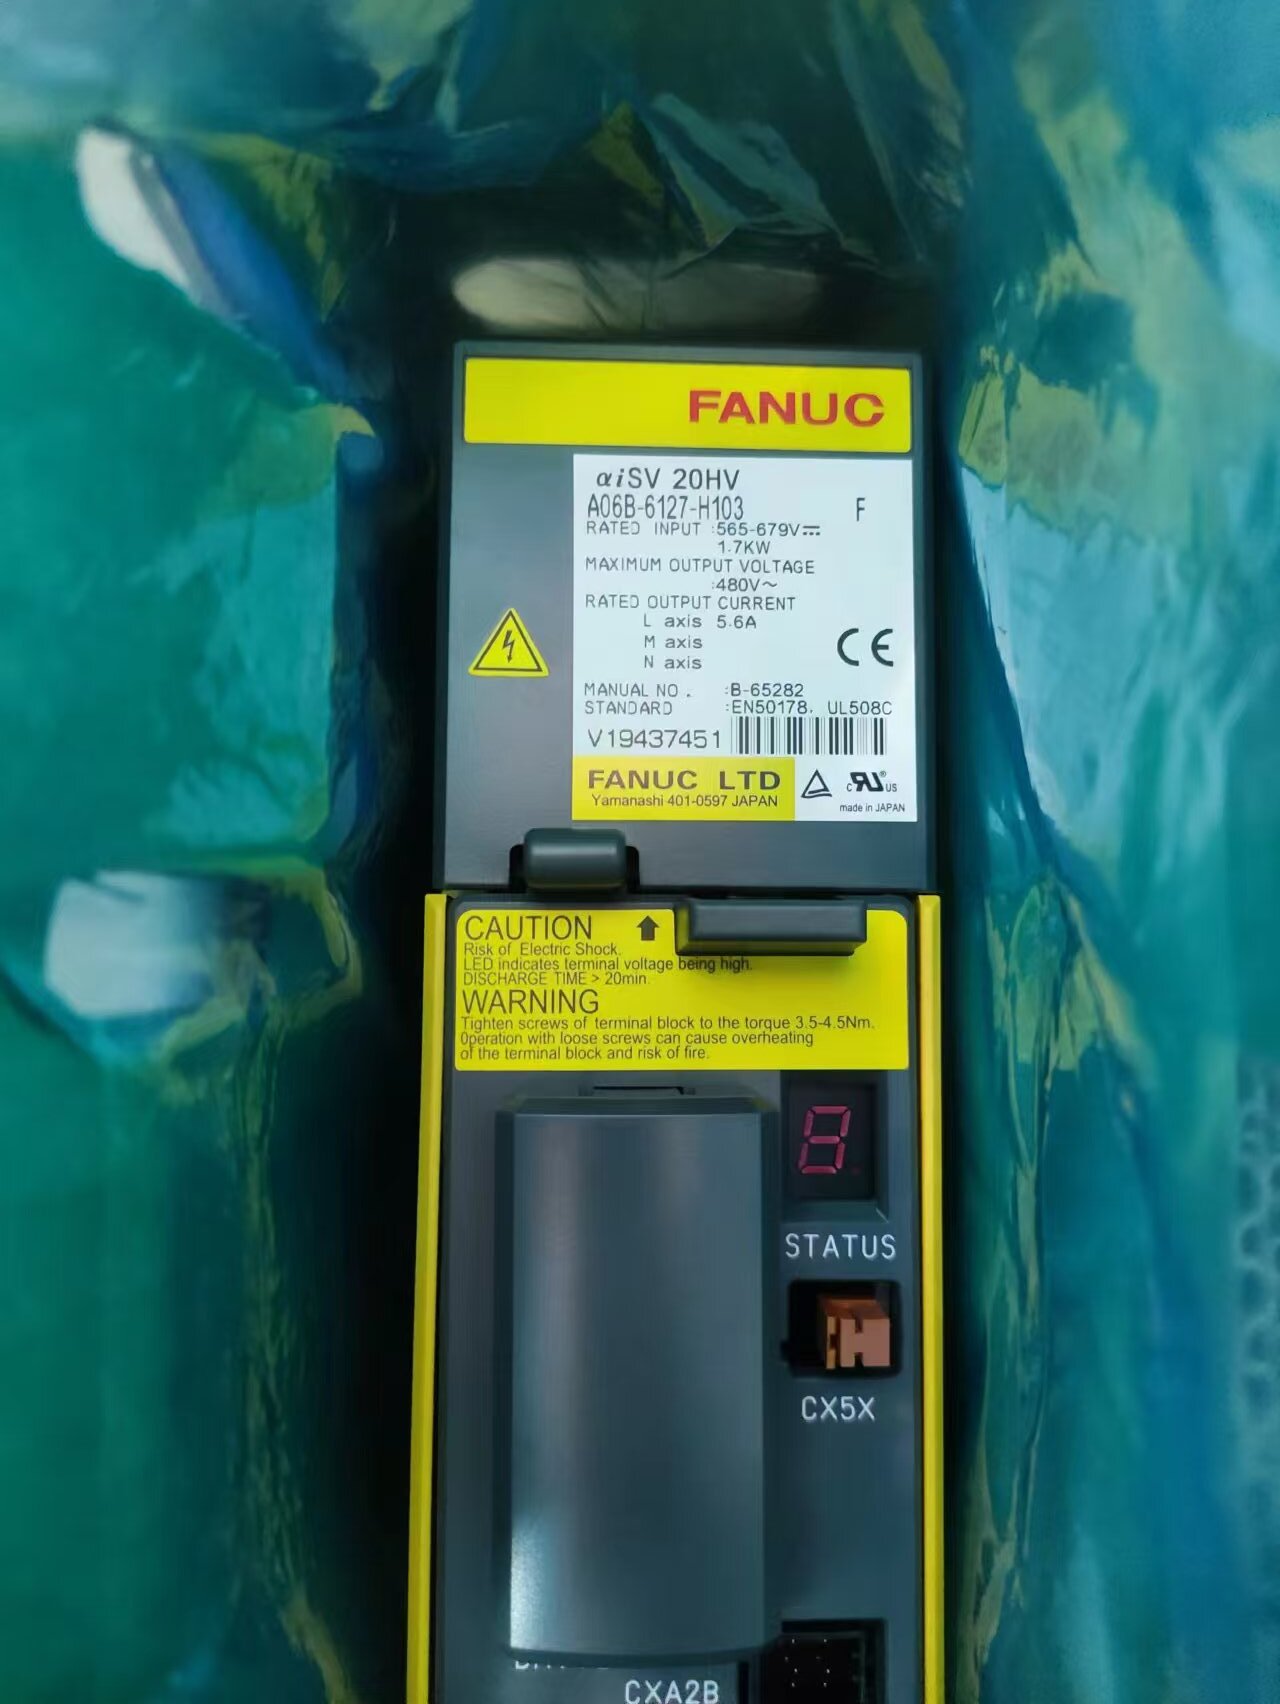 FANUC
αiSV 20HV
A06B-6127-H103 F
RATED INPUT :565-679V
1.7KW
MAXIMUM OUTPUT VOLTAGE
:480V~
RATED OUTPUT CURRENT
L axis 5.6A
M axis
N axis
CE
MANUAL NO. :B-65282
STANDARD :EN50178, UL508C
V19437451
FANUC LTD
Yamanashi 401-0597 JAPAN
c RU® US
made in JAPAN
CAUTION
Risk of Electric Shock.
LED indicates terminal voltage being high.
DISCHARGE TIME > 20min.
WARNING
Tighten screws of terminal block to the torque 3.5-4.5Nm.
Operation with loose screws can cause overheating
of the terminal block and risk of fire.
8.
STATUS
CX5X
CXA2B